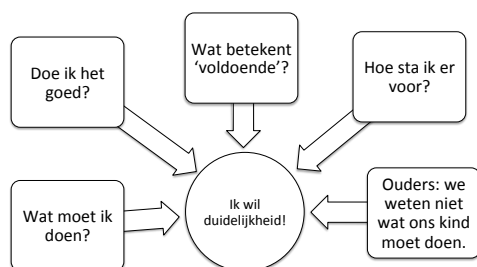 Doe ik het
goed?
Wat betekent
‘voldoende’?
Hoe sta ik er
voor?
Wat moet ik
doen?
Ik wil
duidelijkheid!
Ouders: we
weten niet
wat ons kind
moet doen.